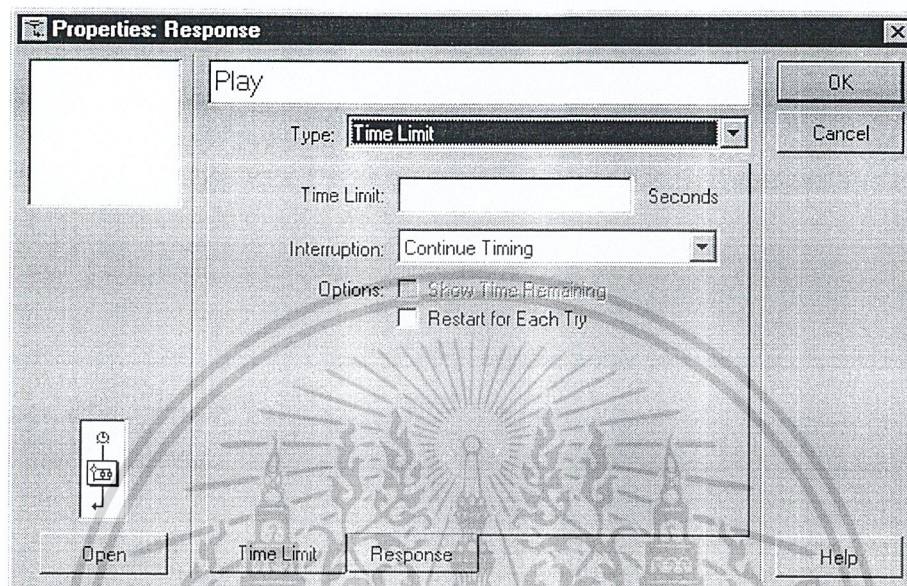 Properties: Response
Play
OK
Type: Time Limit
Cancel
Time Limit: Seconds
Interruption: Continue Timing
Options: Show Time Remaining
Restart for Each Try
Open
Time Limit Response
Help